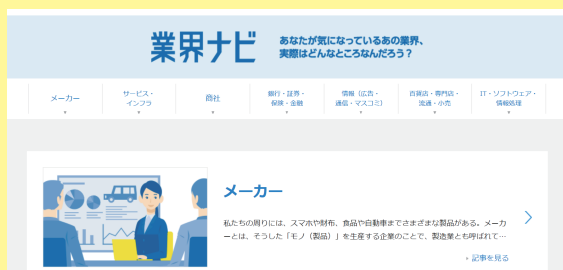 業界ナビ
あなたが気になっているあの業界、
実際はどんなところなんだろう？
メーカー
サービス・
インフラ
商社
銀行・証券・
保険・金融
情報（広告・
通信・マスコミ）
百貨店・専門店・
流通・小売
IT・ソフトウェア・
情報処理
メーカー
私たちの周りには、スマホや財布、食品や自動車までさまざまな製品がある。メーカ
ーとは、そうした「モノ（製品）」を生産する企業のことで、製造業とも呼ばれて…
記事を見る